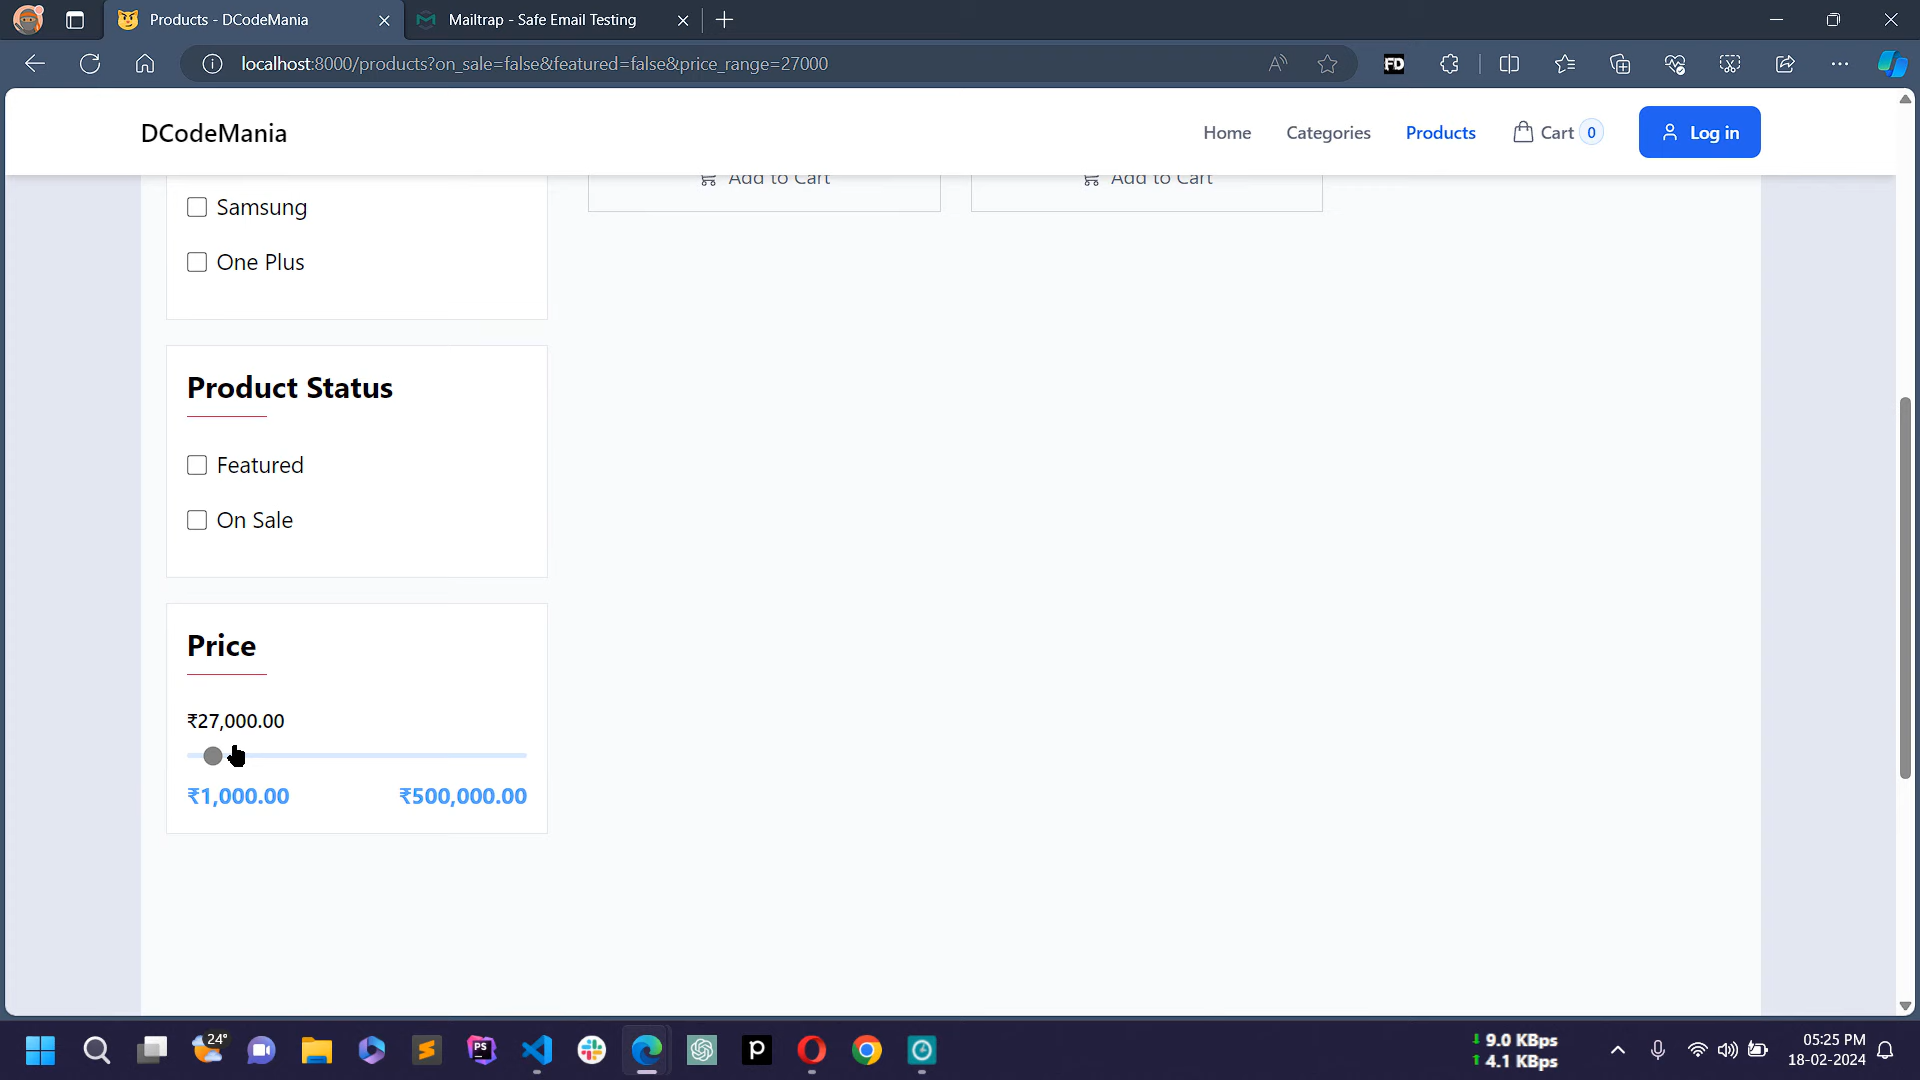 Products - DCodeMania
Mailtrap - Safe Email Testing
localhost:8000/products?on_sale=false&featured=false&price_range=27000
FD
DCodeMania
Home
Categories
Products
Cart 0
Log in
Add to Cart
Add to Cart
Samsung
One Plus
Product Status
Featured
On Sale
Price
₹27,000.00
₹1,000.00
₹500,000.00
24°
PS
P
9.0 KBps
4.1 KBps
05:25 PM
18-02-2024